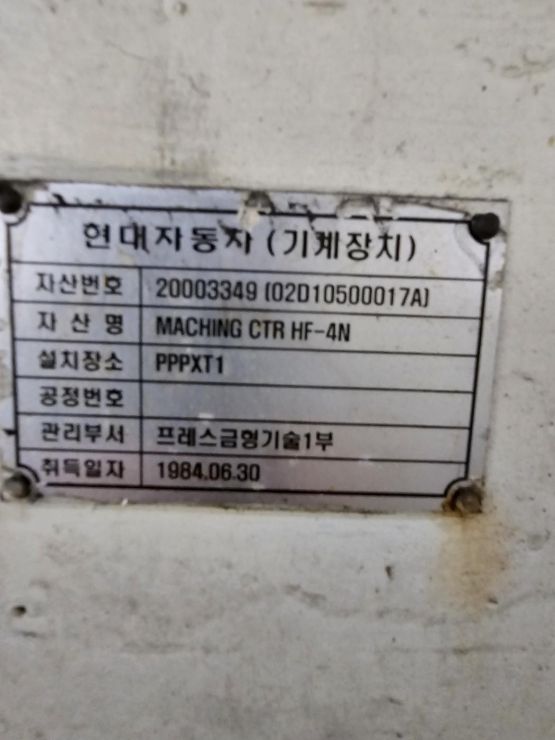 현대자동차 (기계장치)
자산번호 20003349 (02D10500017A)
자 산 명 MACHING CTR HF-4N
설치장소 PPPXT1
공정번호
관리부서 프레스금형기술1부
취득일자 1984.06.30